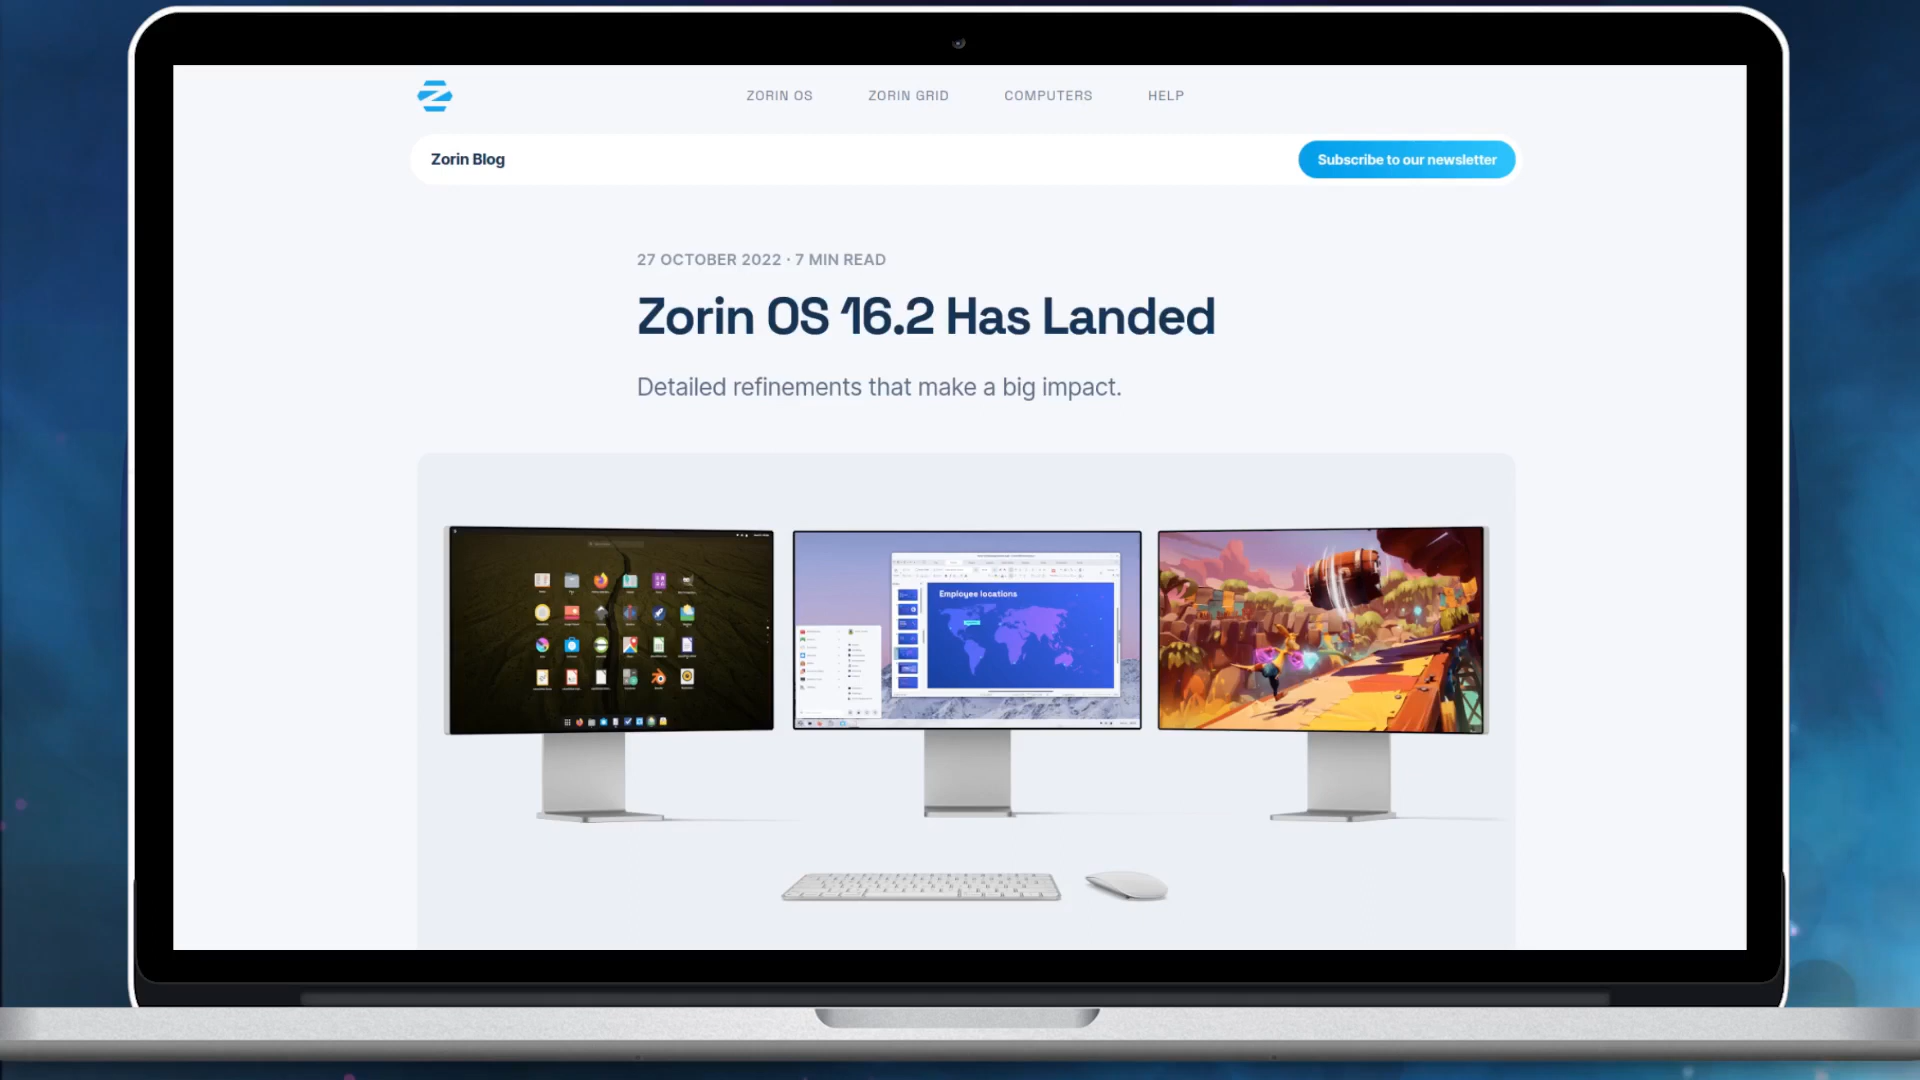 ZORIN OS ZORIN GRID COMPUTERS HELP
Zorin Blog
Subscribe to our newsletter
27 OCTOBER 2022 · 7 MIN READ
Zorin OS 16.2 Has Landed
Detailed refinements that make a big impact.
Employee locations